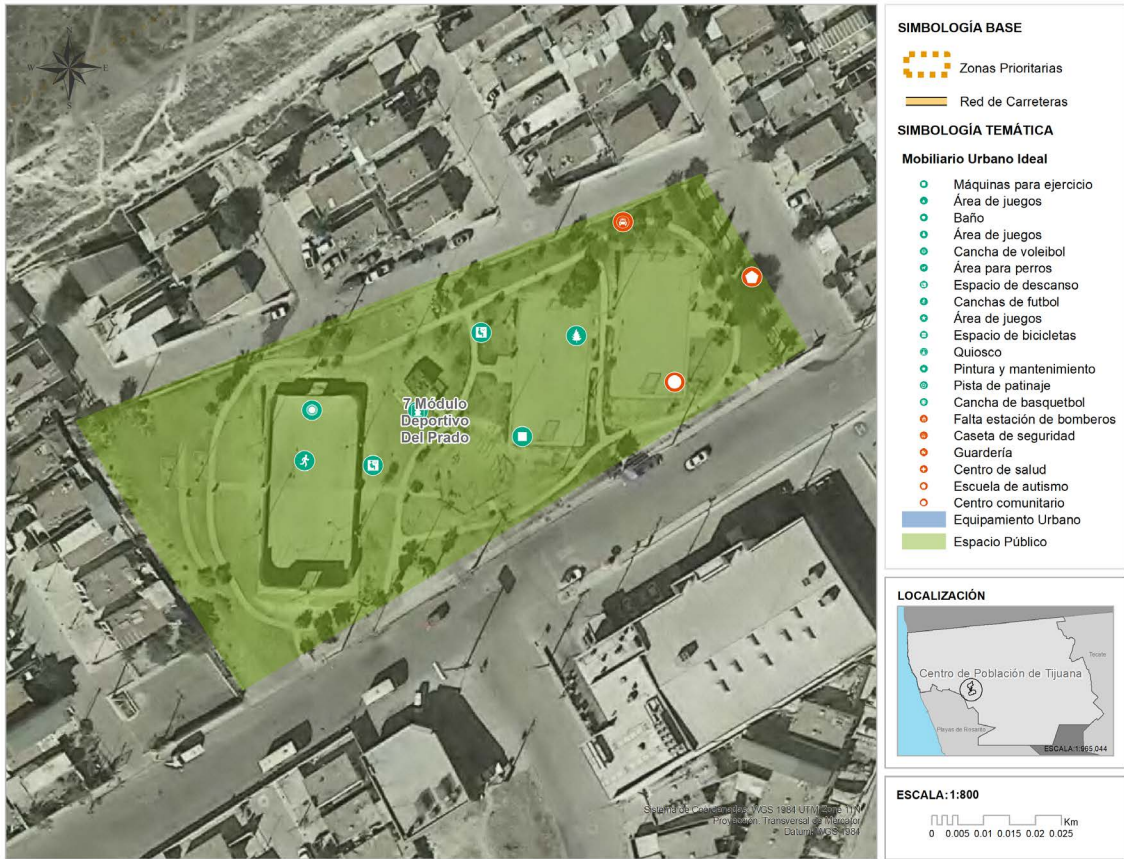 N
W
E
S
7 Módulo
Deportivo
Del Prado
Sistema de Coordenadas: WGS 1984 UTM Zone 11N
Proyección: Transversal de Mercator
Datum: WGS 1984
SIMBOLOGÍA BASE
Zonas Prioritarias
Red de Carreteras
SIMBOLOGÍA TEMÁTICA
Mobiliario Urbano Ideal
Máquinas para ejercicio
Área de juegos
Baño
Área de juegos
Cancha de voleibol
Área para perros
Espacio de descanso
Canchas de futbol
Área de juegos
Espacio de bicicletas
Quiosco
Pintura y mantenimiento
Pista de patinaje
Cancha de basquetbol
Falta estación de bomberos
Caseta de seguridad
Guardería
Centro de salud
Escuela de autismo
Centro comunitario
Equipamiento Urbano
Espacio Público
LOCALIZACIÓN
Tecate
Centro de Población de Tijuana
Playas de Rosarito
ESCALA:1:965,044
ESCALA:1:800
Km
0 0.005 0.01 0.015 0.02 0.025